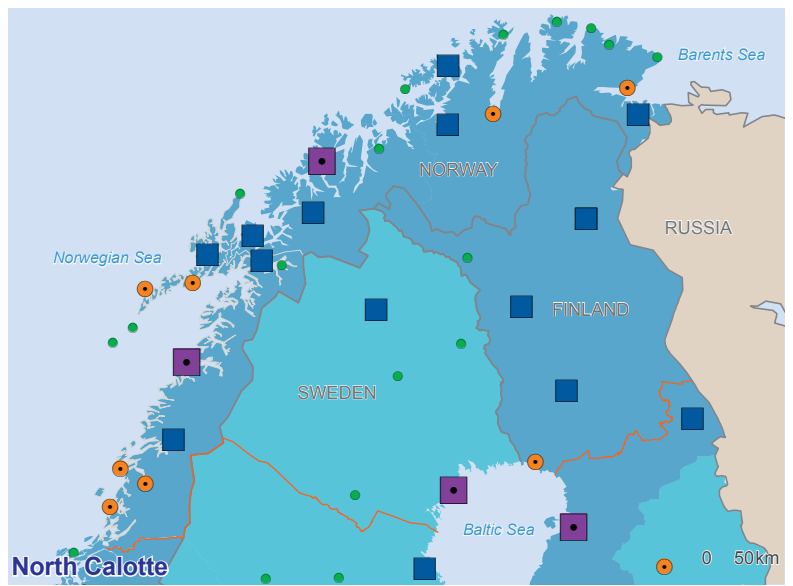 Barents Sea
NORWAY
RUSSIA
Norwegian Sea
FINLAND
SWEDEN
Baltic Sea
0 50km
North Calotte